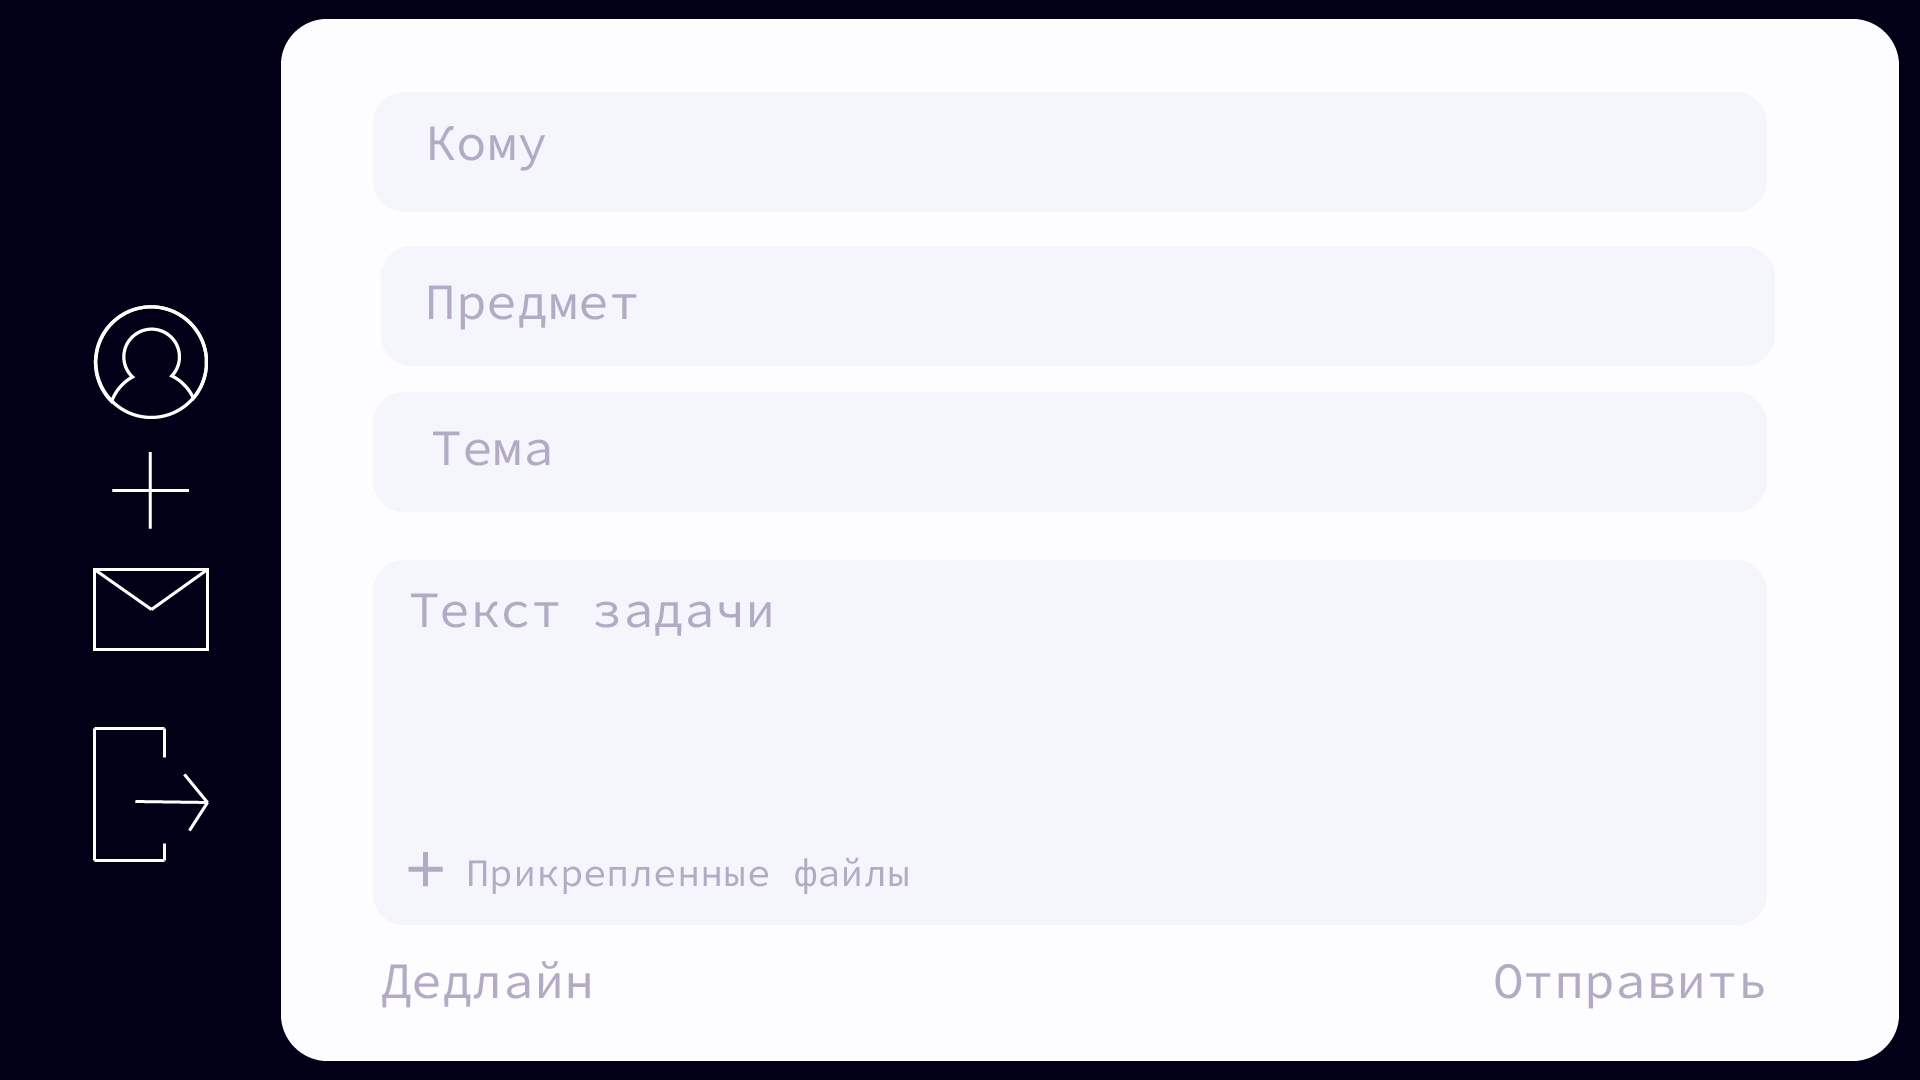 Кому
Предмет
Тема
Текст задачи
+ Прикрепленные файлы
Дедлайн
Отправить